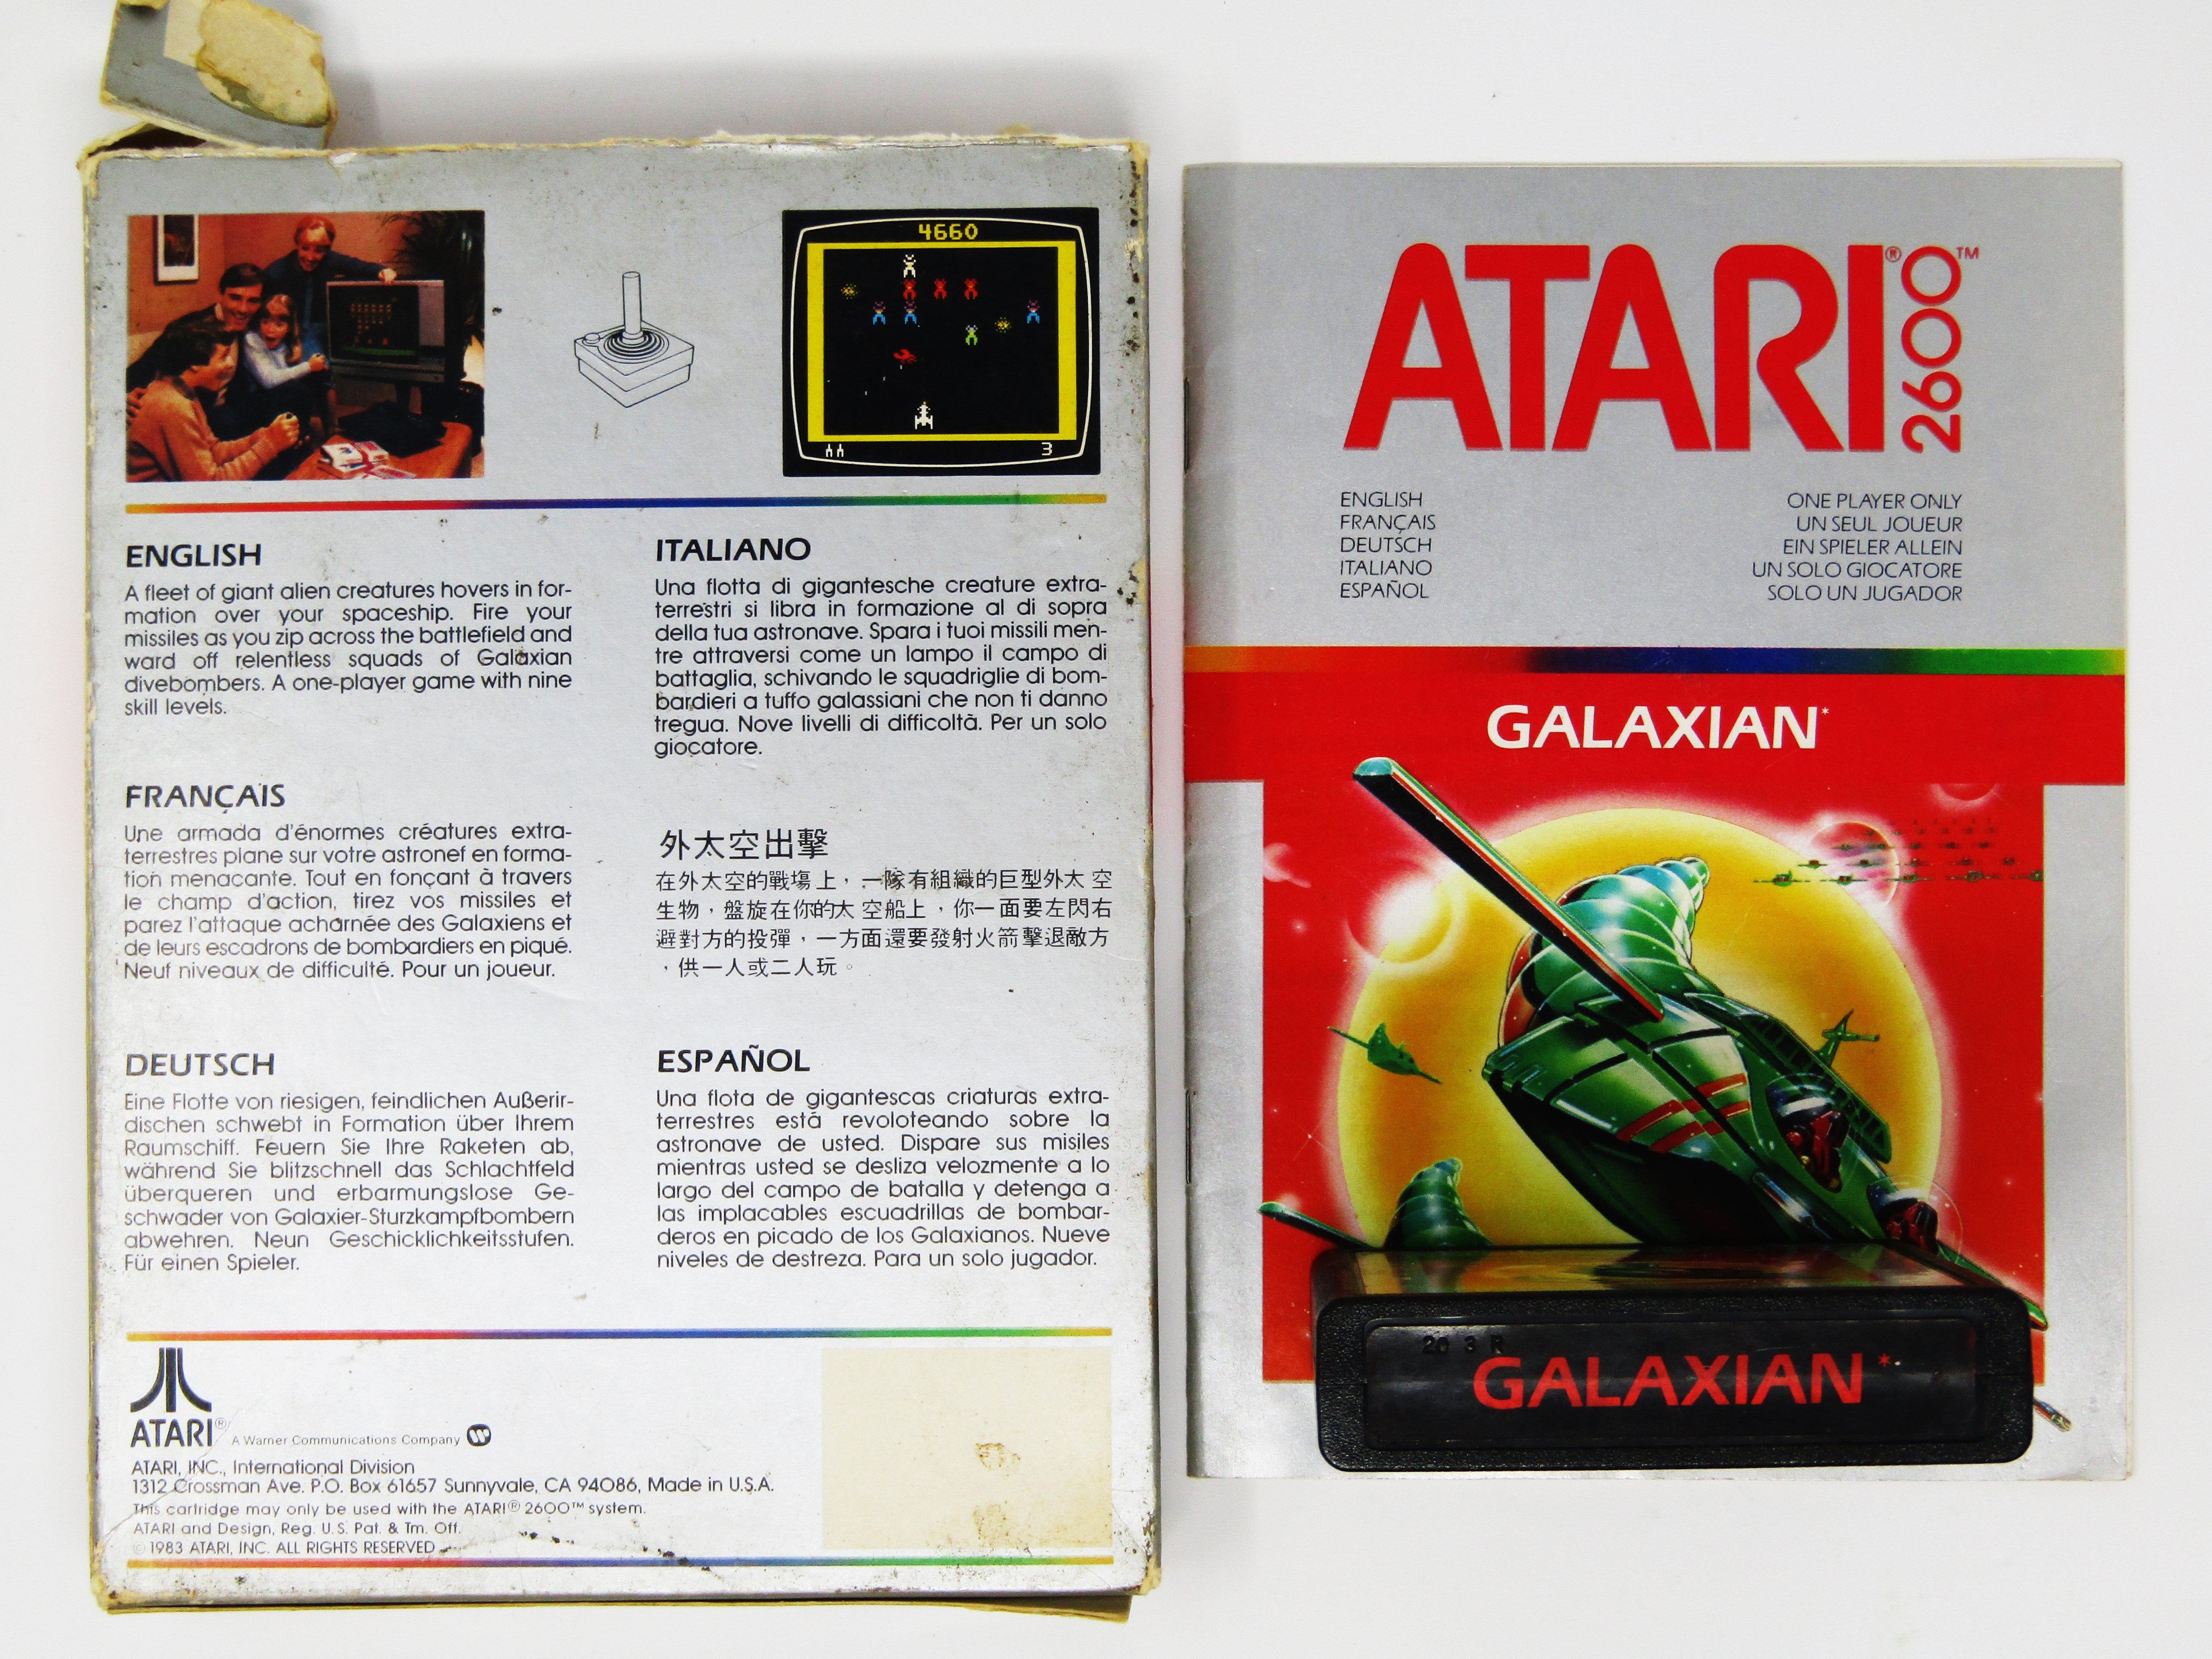 4660
3
ENGLISH
A fleet of giant alien creatures hovers in for-
mation over your spaceship. Fire your
missiles as you zip across the battlefield and
ward off relentless squads of Galaxian
divebombers. A one-player game with nine
skill levels.
FRANÇAIS
Une armada d'énormes créatures extra-
terrestres plane sur votre astronef en forma-
tion menacante. Tout en fonçant à travers
le champ d'action, tirez vos missiles et
parez l'attaque acharnée des Galaxiens et
de leurs escadrons de bombardiers en piqué.
Neuf niveaux de difficulté. Pour un joueur.
DEUTSCH
Eine Flotte von riesigen, feindlichen Außerir-
dischen schwebt in Formation über Ihrem
Raumschiff. Feuern Sie Ihre Raketen ab,
während Sie blitzschnell das Schlachtfeld
überqueren und erbarmungslose Ge-
schwader von Galaxier-Sturzkampfbombern
abwehren. Neun Geschicklichkeitsstufen.
Für einen Spieler.
ITALIANO
Una flotta di gigantesche creature extra-
terrestri si libra in formazione al di sopra
della tua astronave. Spara i tuoi missili men-
tre attraversi come un lampo il campo di
battaglia, schivando le squadriglie di bom-
bardieri a tuffo galassiani che non ti danno
tregua. Nove livelli di difficoltà. Per un solo
giocatore.
外太空出擊
在外太空的戰場上，一隊有組織的巨型外太空
生物，盤旋在你的太空船上，你一面要左閃右
避對方的投彈，一方面還要發射火箭擊退敵方
，供一人或二人玩。
ESPAÑOL
Una flota de gigantescas criaturas extra-
terrestres está revoloteando sobre la
astronave de usted. Dispare sus misiles
mientras usted se desliza velozmente a lo
largo del campo de batalla y detenga a
las implacables escuadrillas de bombar-
deros en picado de los Galaxianos. Nueve
niveles de destreza. Para un solo jugador.
ATARI® A Warner Communications Company
ATARI, INC., International Division
1312 Crossman Ave. P.O. Box 61657 Sunnyvale, CA 94086, Made in U.S.A.
This cartridge may only be used with the ATARI® 2600™ system.
ATARI and Design, Reg. U.S. Pat. & Tm. Off.
© 1983 ATARI, INC. ALL RIGHTS RESERVED
ATARI® 2600™
ENGLISH
FRANÇAIS
DEUTSCH
ITALIANO
ESPAÑOL
ONE PLAYER ONLY
UN SEUL JOUEUR
EIN SPIELER ALLEIN
UN SOLO GIOCATORE
SOLO UN JUGADOR
GALAXIAN*
GALAXIAN*